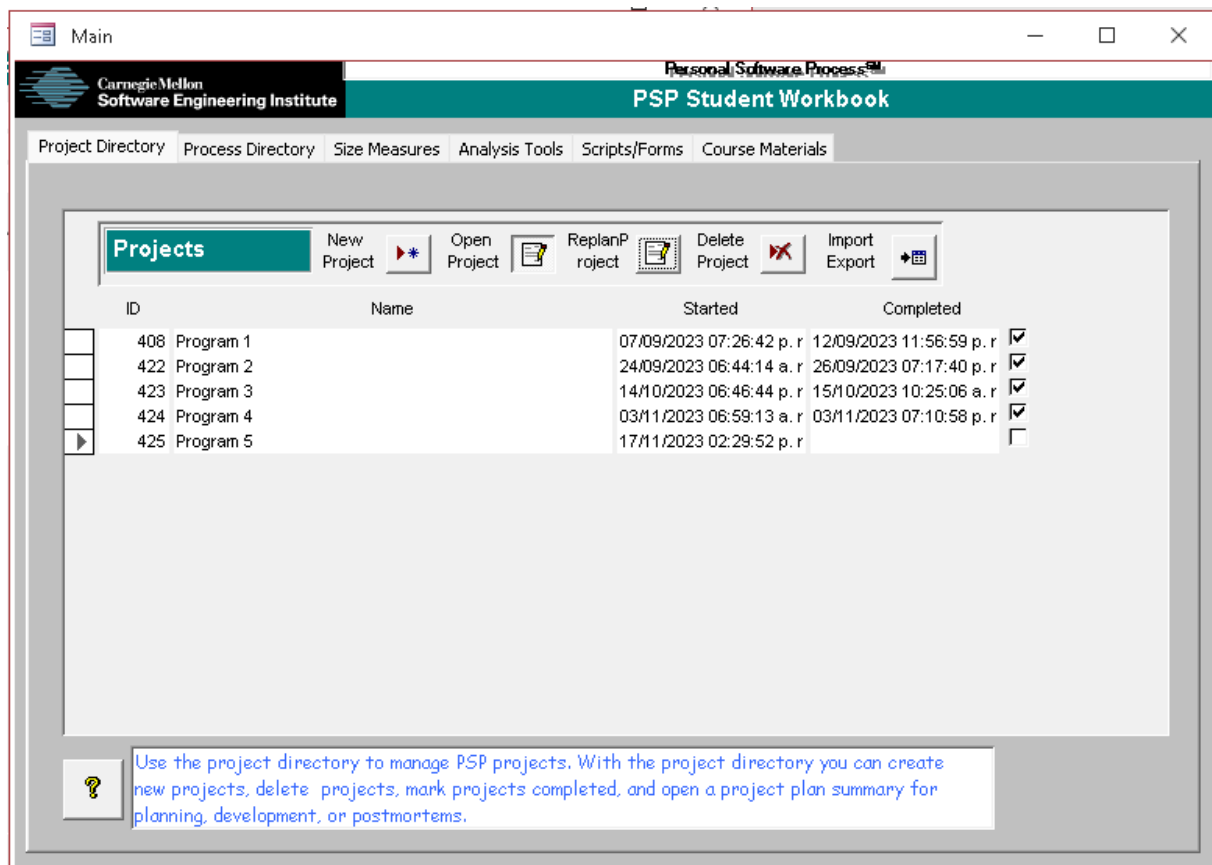 Main
Carnegie Mellon
Software Engineering Institute
Personal Software Process℠
PSP Student Workbook
Project Directory Process Directory Size Measures Analysis Tools Scripts/Forms Course Materials
Projects
New
Project
Open
Project
ReplanP
roject
Delete
Project
Import
Export
ID Name Started Completed
408 Program 1 07/09/2023 07:26:42 p. r 12/09/2023 11:56:59 p. r
422 Program 2 24/09/2023 06:44:14 a. r 26/09/2023 07:17:40 p. r
423 Program 3 14/10/2023 06:46:44 p. r 15/10/2023 10:25:06 a. r
424 Program 4 03/11/2023 06:59:13 a. r 03/11/2023 07:10:58 p. r
425 Program 5 17/11/2023 02:29:52 p. r
?
Use the project directory to manage PSP projects. With the project directory you can create
new projects, delete projects, mark projects completed, and open a project plan summary for
planning, development, or postmortems.